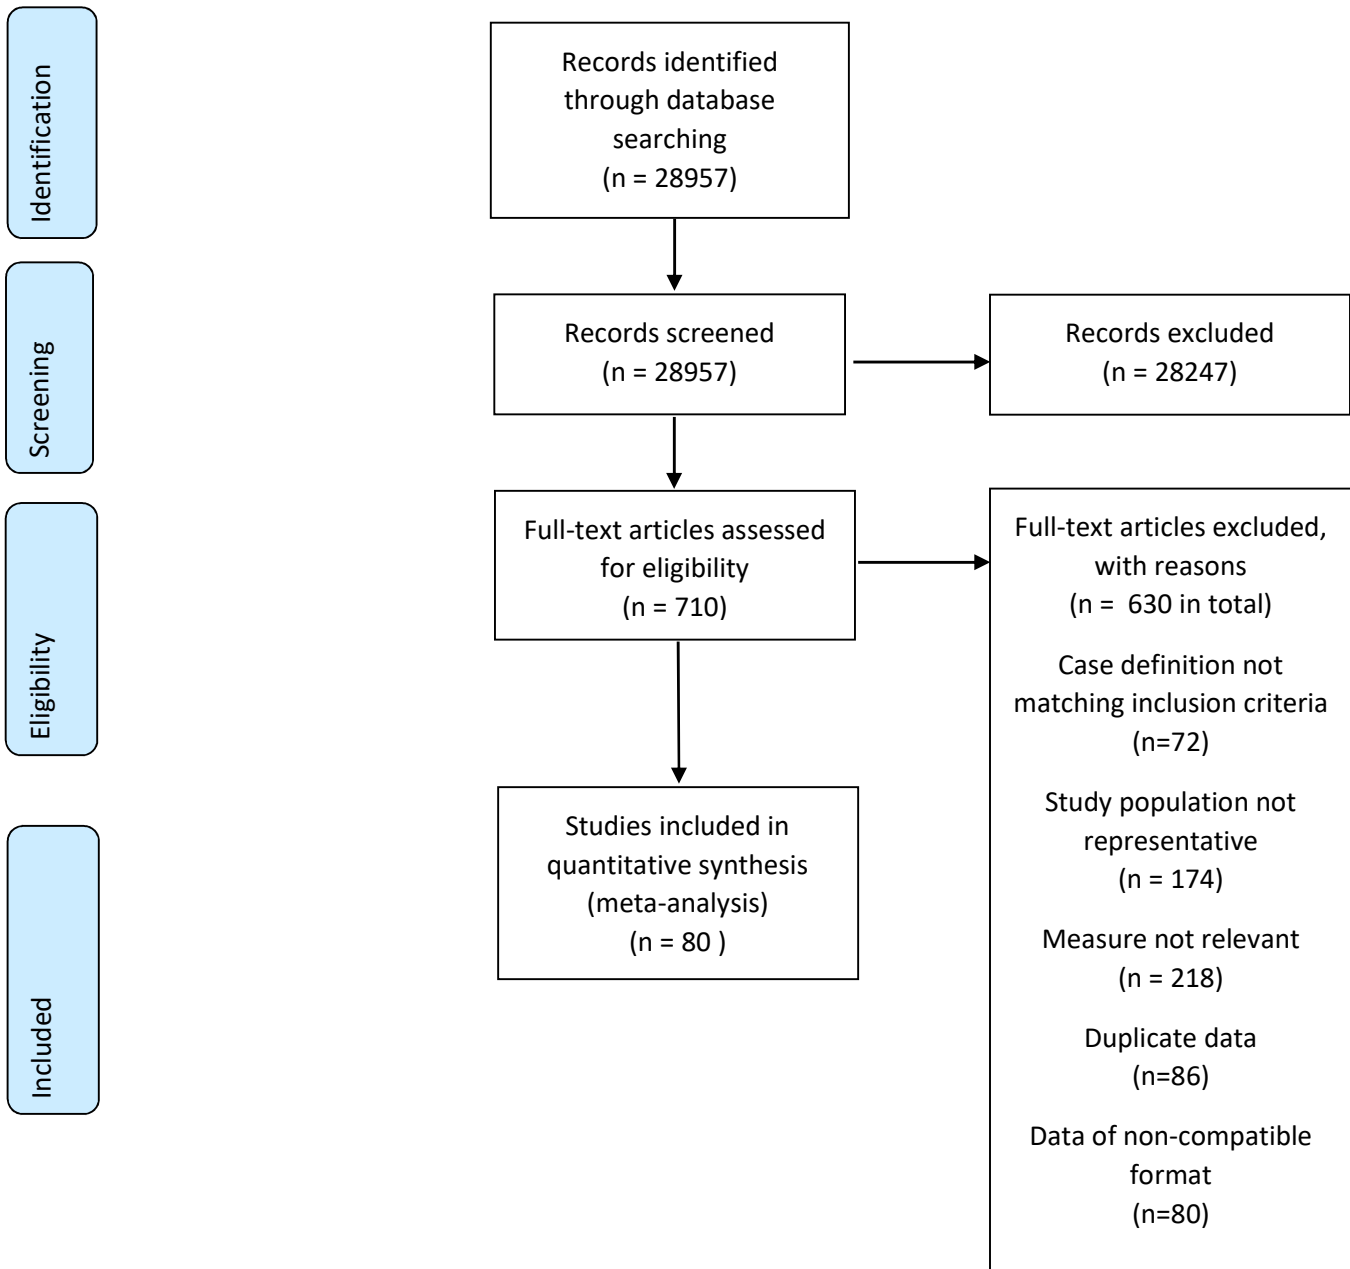 Identification
Records identified
through database
searching
(n = 28957)
Screening
Records screened
(n = 28957)
Records excluded
(n = 28247)
Eligibility
Full-text articles assessed
for eligibility
(n = 710)
Full-text articles excluded,
with reasons
(n =  630 in total)
Case definition not
matching inclusion criteria
(n=72)
Study population not
representative
(n = 174)
Measure not relevant
(n = 218)
Duplicate data
(n=86)
Data of non-compatible
format
(n=80)
Included
Studies included in
quantitative synthesis
(meta-analysis)
(n = 80 )